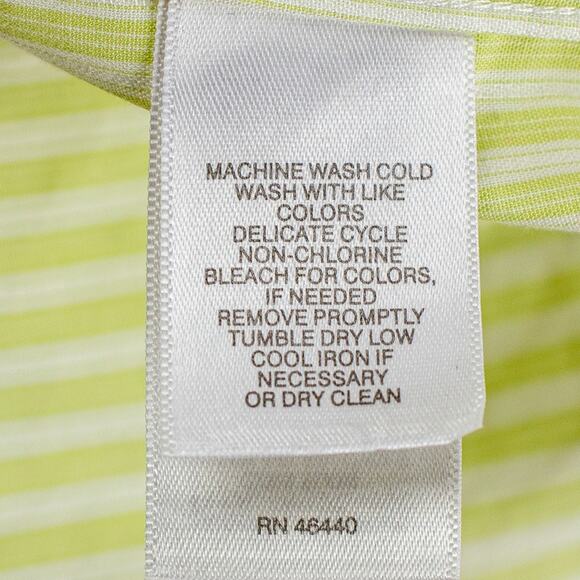 MACHINE WASH COLD
WASH WITH LIKE
COLORS
DELICATE CYCLE
NON-CHLORINE
BLEACH FOR COLORS,
IF NEEDED
REMOVE PROMPTLY
TUMBLE DRY LOW
COOL IRON IF
NECESSARY
OR DRY CLEAN
RN 46440